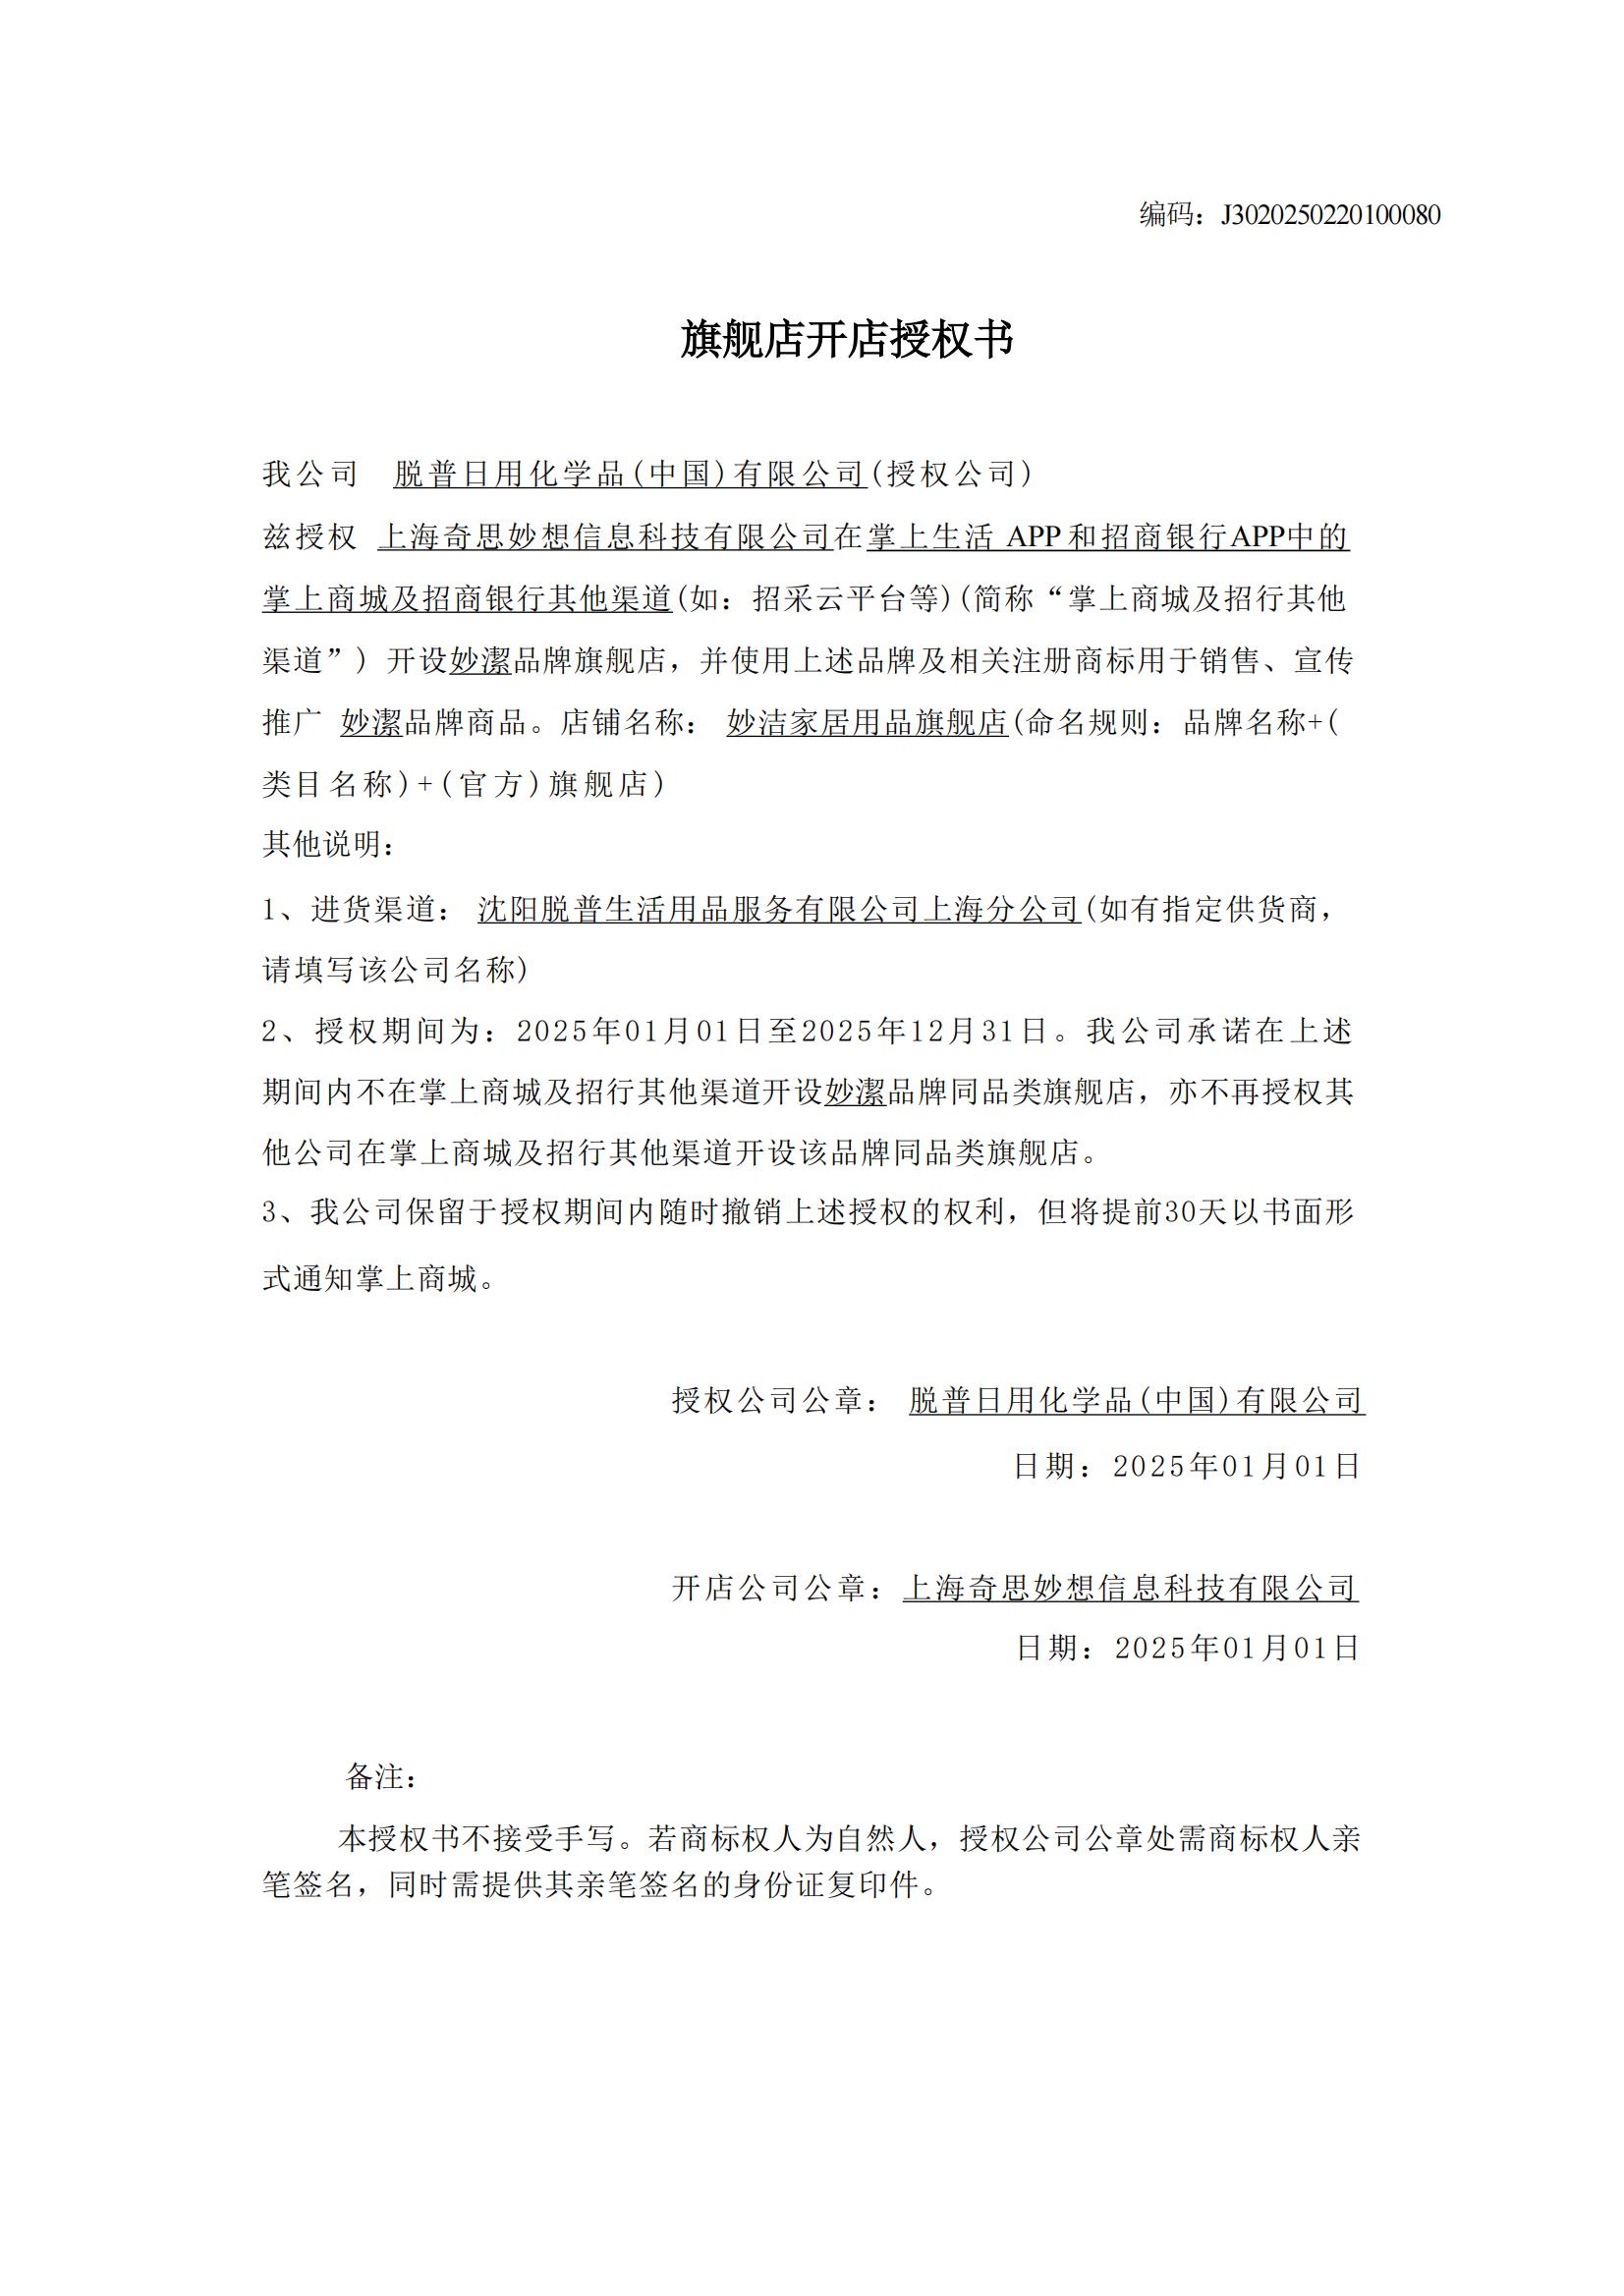 编码：J3020250220100080
旗舰店开店授权书
我公司 脱普日用化学品(中国)有限公司(授权公司)
兹授权 上海奇思妙想信息科技有限公司在掌上生活 APP 和招商银行APP中的
掌上商城及招商银行其他渠道(如：招采云平台等)(简称“掌上商城及招行其他
渠道”) 开设妙潔品牌旗舰店，并使用上述品牌及相关注册商标用于销售、宣传
推广 妙潔品牌商品。店铺名称： 妙洁家居用品旗舰店(命名规则：品牌名称+(
类目名称)+(官方)旗舰店)
其他说明：
1、进货渠道： 沈阳脱普生活用品服务有限公司上海分公司(如有指定供货商，
请填写该公司名称)
2、授权期间为：2025年01月01日至2025年12月31日。我公司承诺在上述
期间内不在掌上商城及招行其他渠道开设妙潔品牌同品类旗舰店，亦不再授权其
他公司在掌上商城及招行其他渠道开设该品牌同品类旗舰店。
3、我公司保留于授权期间内随时撤销上述授权的权利，但将提前30天以书面形
式通知掌上商城。
授权公司公章： 脱普日用化学品(中国)有限公司
日期：2025年01月01日
开店公司公章：上海奇思妙想信息科技有限公司
日期：2025年01月01日
备注：
本授权书不接受手写。若商标权人为自然人，授权公司公章处需商标权人亲
笔签名，同时需提供其亲笔签名的身份证复印件。